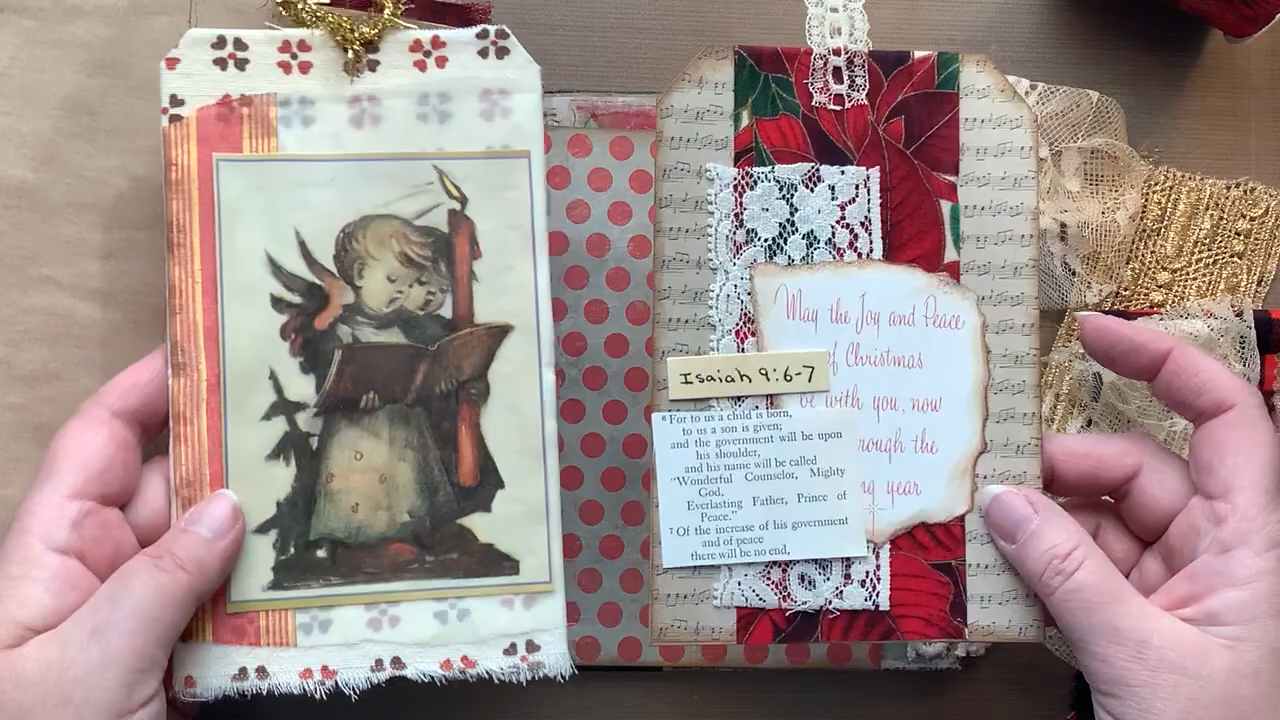 May the Joy and Peace
of Christmas
be with you, now
rough the
ng year
Isaiah 9:6-7
6 For to us a child is born,
to us a son is given;
and the government will be upon
his shoulder,
and his name will be called
"Wonderful Counselor, Mighty
God,
Everlasting Father, Prince of
Peace."
7 Of the increase of his government
and of peace
there will be no end,